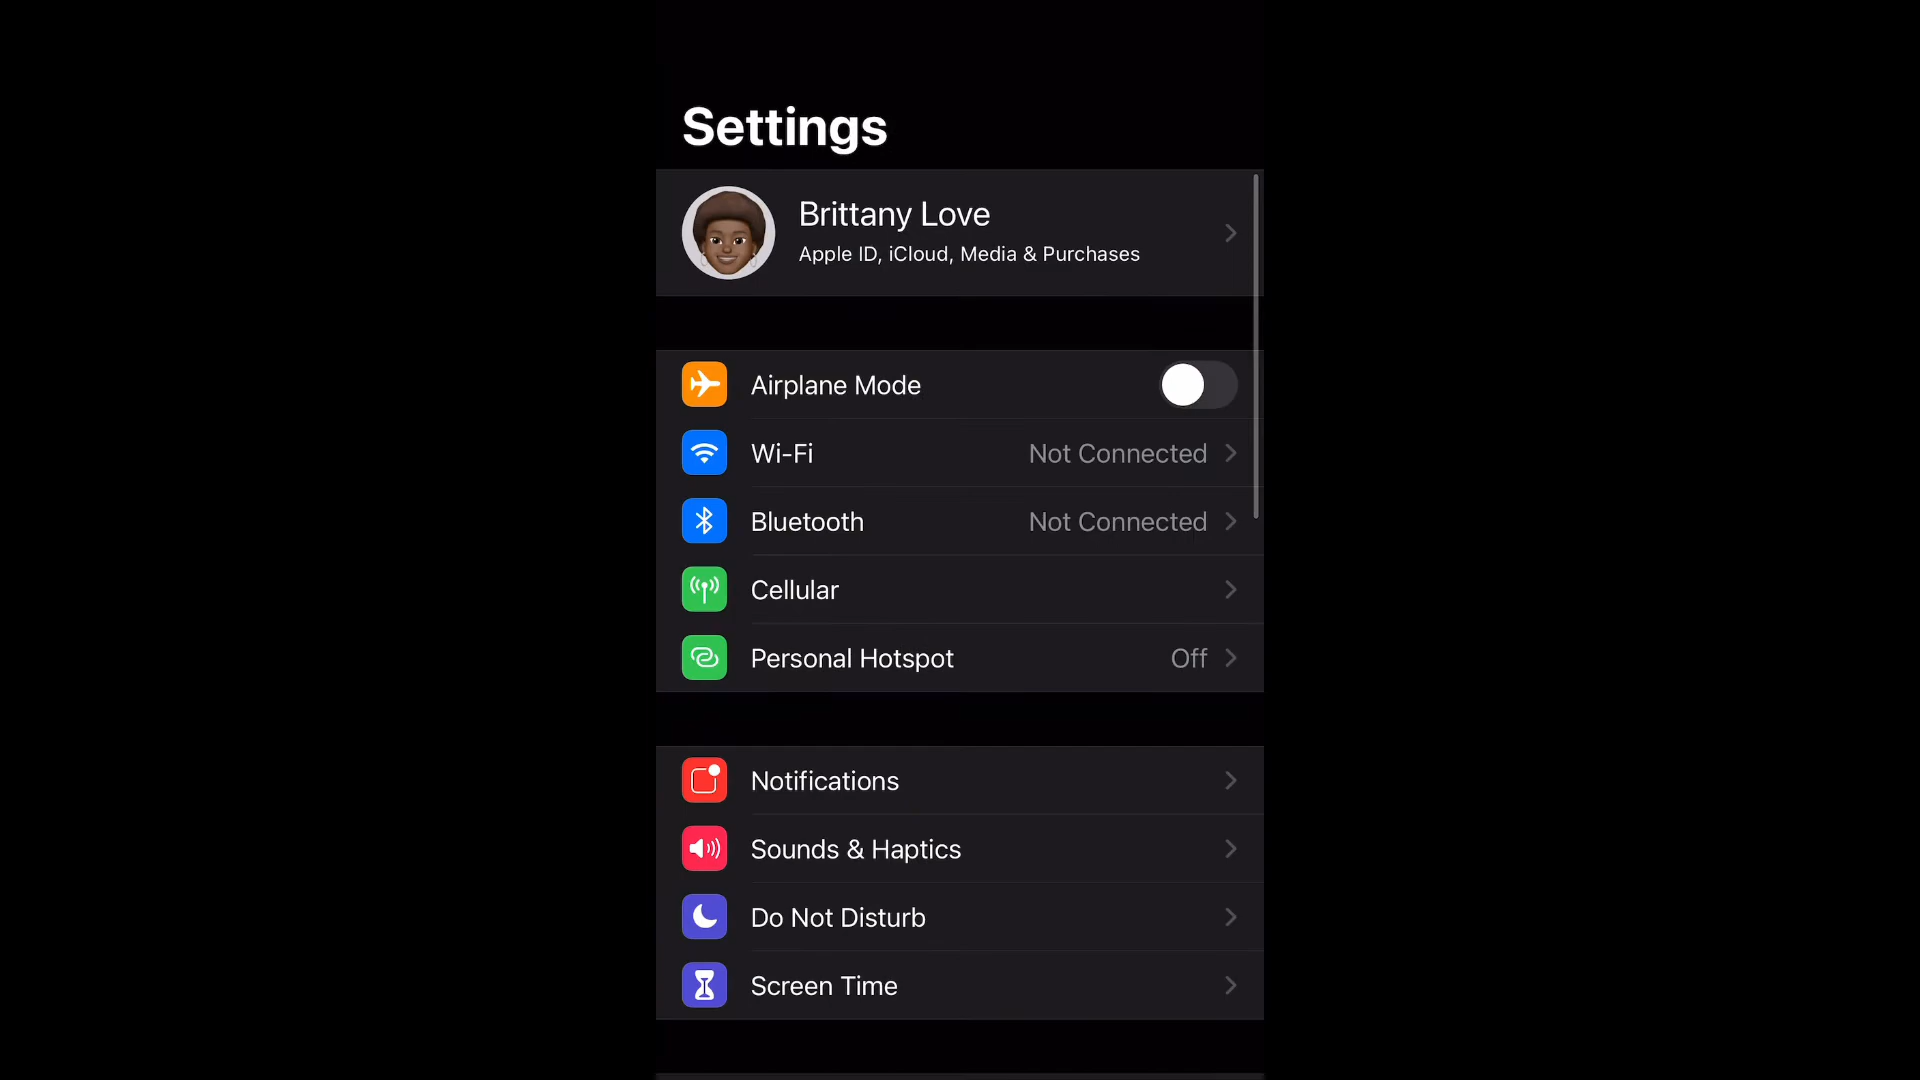 Settings
Brittany Love
Apple ID, iCloud, Media & Purchases
Airplane Mode
Wi-Fi Not Connected
Bluetooth Not Connected
Cellular
Personal Hotspot Off
Notifications
Sounds & Haptics
Do Not Disturb
Screen Time